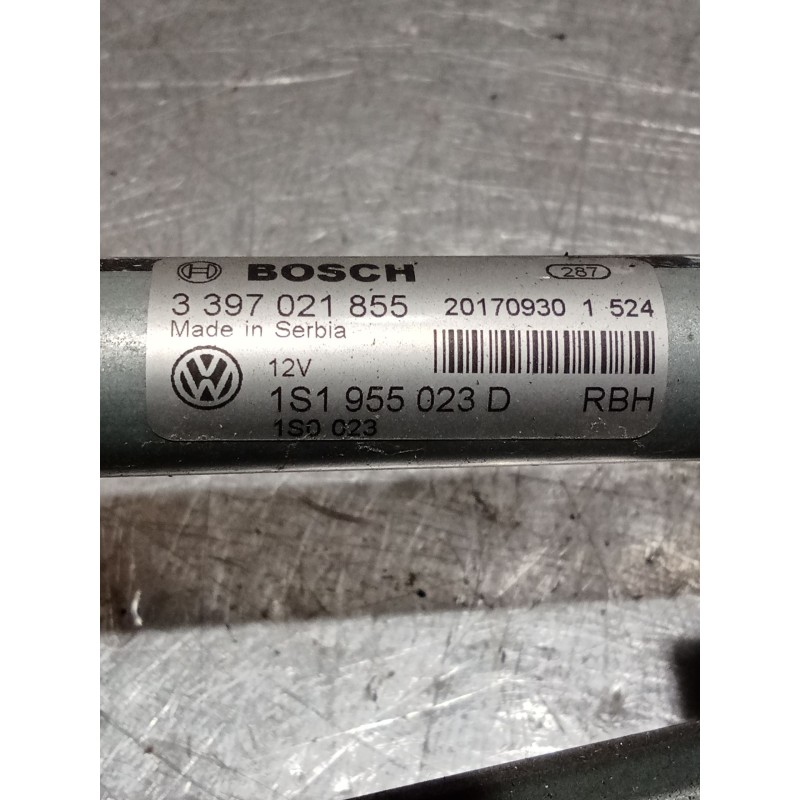 BOSCH 287
3 397 021 855 20170930 1 524
Made in Serbia
12V
1S1 955 023 D RBH
1S0 023